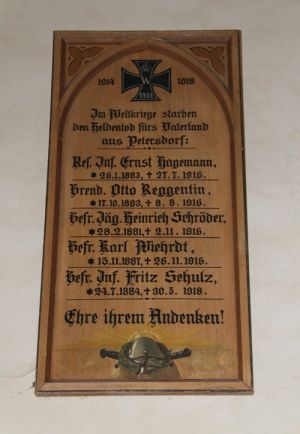 W
1914 1918
1914
Im Weltkriege starben
den Heldentod fürs Vaterland
aus Petersdorf:
Ref. Inf. Ernst Hagemann,
* 26.1.1883, + 27.7.1916.
Grend. Otto Reggentin,
* 17.10.1893, + 8.8.1916.
Gefr. Jäg. Heinrich Schröder,
* 28.2.1881, + 2.11.1916.
Gefr. Karl Wiehrdt,
* 15.11.1887, + 26.11.1916.
Gefr. Inf. Fritz Schulz,
* 24.7.1884, + 30.5.1918.
Ehre ihrem Andenken!